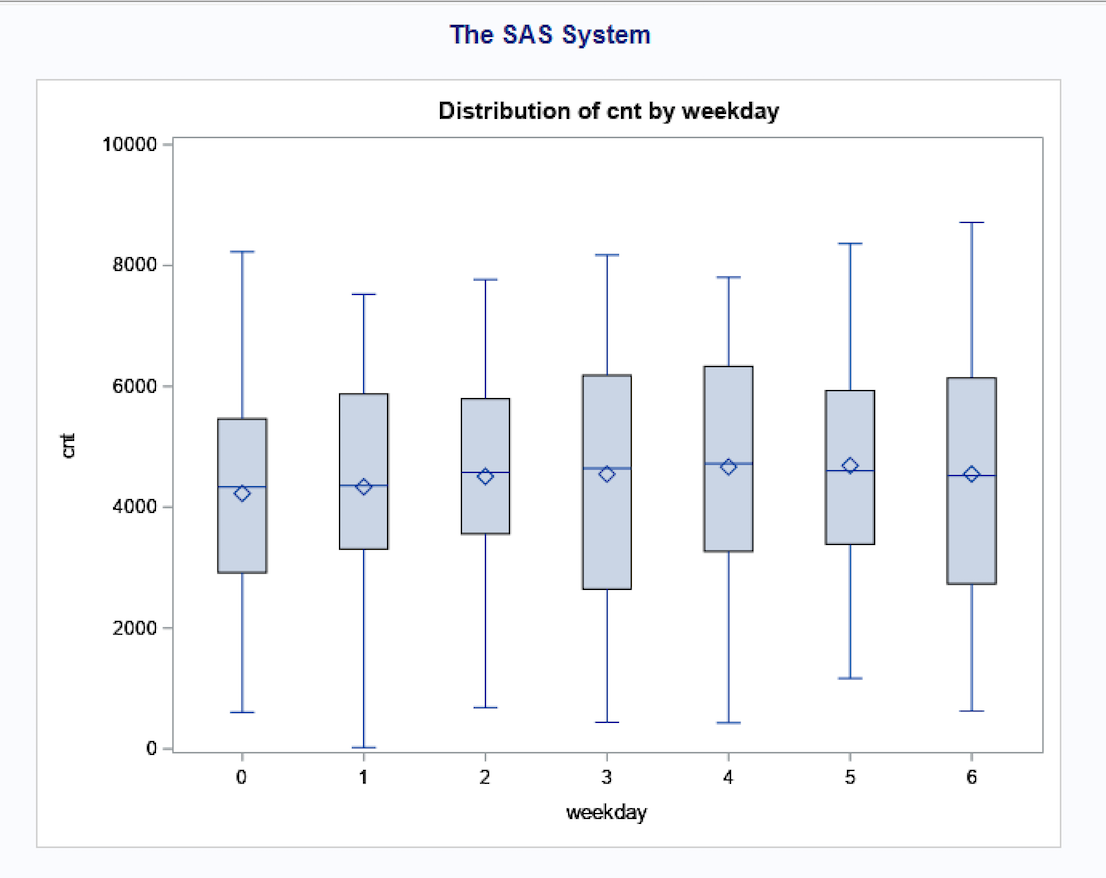 The SAS System
Distribution of cnt by weekday
10000
8000
6000
4000
2000
0
cnt
0 1 2 3 4 5 6
weekday